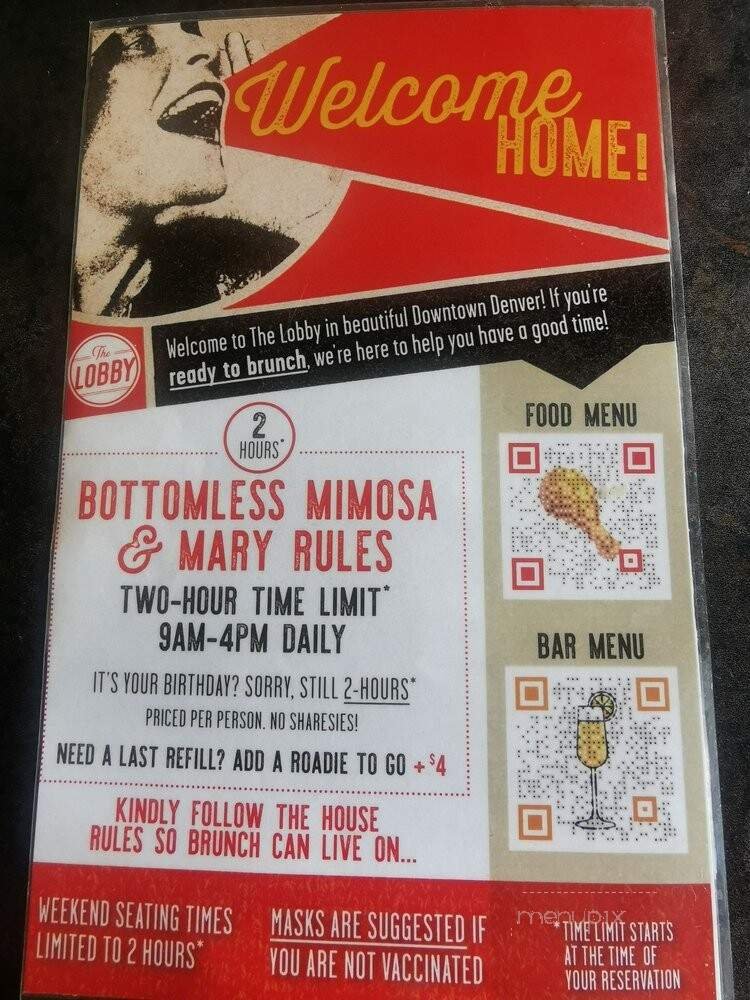 Welcome
HOME!
Welcome to The Lobby in beautiful Downtown Denver! If you're
ready to brunch, we're here to help you have a good time!
The
LOBBY
2
HOURS*
BOTTOMLESS MIMOSA
& MARY RULES
TWO-HOUR TIME LIMIT*
9AM-4PM DAILY
IT'S YOUR BIRTHDAY? SORRY, STILL 2-HOURS*
PRICED PER PERSON. NO SHARESIES!
NEED A LAST REFILL? ADD A ROADIE TO GO + $4
KINDLY FOLLOW THE HOUSE
RULES SO BRUNCH CAN LIVE ON...
FOOD MENU
BAR MENU
WEEKEND SEATING TIMES
LIMITED TO 2 HOURS*
MASKS ARE SUGGESTED IF
YOU ARE NOT VACCINATED
menupix
*TIME LIMIT STARTS
AT THE TIME OF
YOUR RESERVATION